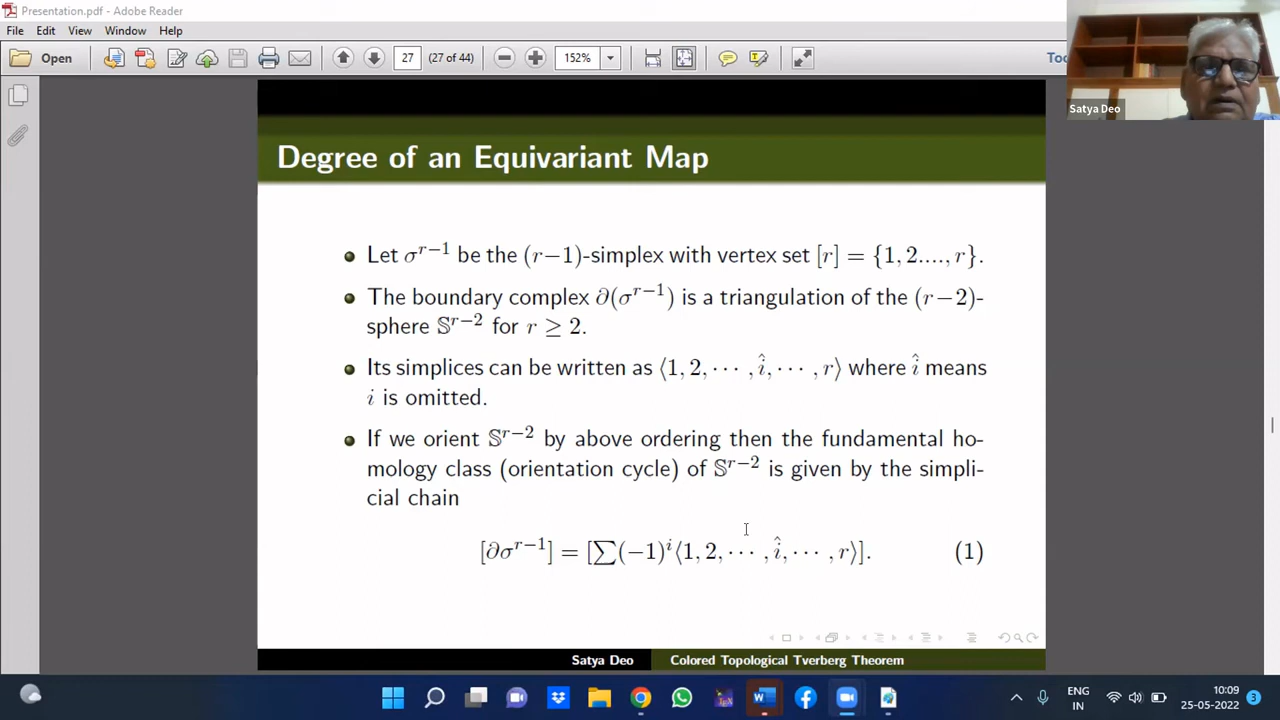 Presentation.pdf - Adobe Reader
File Edit View Window Help
Open 27 (27 of 44) 152%
Satya Deo
Degree of an Equivariant Map
Let σ^{r−1} be the (r−1)-simplex with vertex set [r] = {1, 2...., r}.
The boundary complex ∂(σ^{r−1}) is a triangulation of the (r−2)-
sphere 𝕊^{r−2} for r ≥ 2.
Its simplices can be written as ⟨1, 2, ··· , î, ··· , r⟩ where î means
i is omitted.
If we orient 𝕊^{r−2} by above ordering then the fundamental ho-
mology class (orientation cycle) of 𝕊^{r−2} is given by the simpli-
cial chain
[∂σ^{r−1}] = [∑(−1)^i⟨1, 2, ··· , î, ··· , r⟩]. (1)
Satya Deo Colored Topological Tverberg Theorem
ENG
IN
10:09
25-05-2022
3